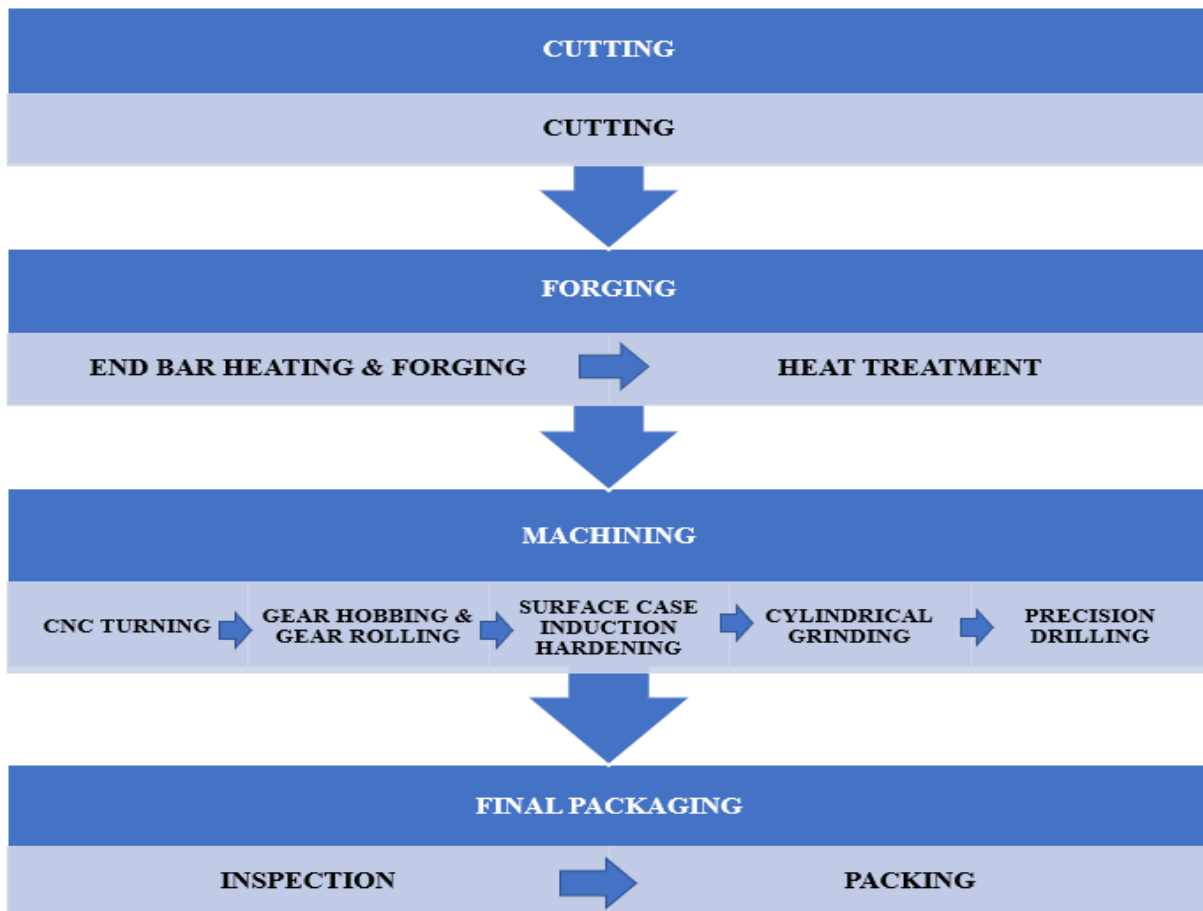 CUTTING
CUTTING
FORGING
END BAR HEATING & FORGING
HEAT TREATMENT
MACHINING
CNC TURNING
GEAR HOBBING &
GEAR ROLLING
SURFACE CASE
INDUCTION
HARDENING
CYLINDRICAL
GRINDING
PRECISION
DRILLING
FINAL PACKAGING
INSPECTION
PACKING